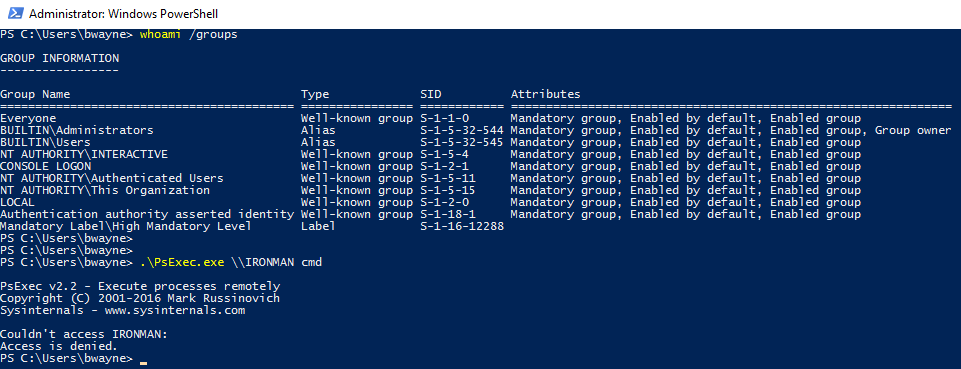 Administrator: Windows PowerShell
PS C:\Users\bwayne> whoami /groups
GROUP INFORMATION
-----------------
Group Name                                 Type             SID          Attributes
========================================== ================ ============ ===============================================================
Everyone                                   Well-known group S-1-1-0      Mandatory group, Enabled by default, Enabled group
BUILTIN\Administrators                     Alias            S-1-5-32-544 Mandatory group, Enabled by default, Enabled group, Group owner
BUILTIN\Users                              Alias            S-1-5-32-545 Mandatory group, Enabled by default, Enabled group
NT AUTHORITY\INTERACTIVE                   Well-known group S-1-5-4      Mandatory group, Enabled by default, Enabled group
CONSOLE LOGON                              Well-known group S-1-2-1      Mandatory group, Enabled by default, Enabled group
NT AUTHORITY\Authenticated Users           Well-known group S-1-5-11     Mandatory group, Enabled by default, Enabled group
NT AUTHORITY\This Organization             Well-known group S-1-5-15     Mandatory group, Enabled by default, Enabled group
LOCAL                                      Well-known group S-1-2-0      Mandatory group, Enabled by default, Enabled group
Authentication authority asserted identity Well-known group S-1-18-1     Mandatory group, Enabled by default, Enabled group
Mandatory Label\High Mandatory Level       Label            S-1-16-12288
PS C:\Users\bwayne>
PS C:\Users\bwayne>
PS C:\Users\bwayne> .\PsExec.exe \\IRONMAN cmd
PsExec v2.2 - Execute processes remotely
Copyright (C) 2001-2016 Mark Russinovich
Sysinternals - www.sysinternals.com
Couldn't access IRONMAN:
Access is denied.
PS C:\Users\bwayne> _